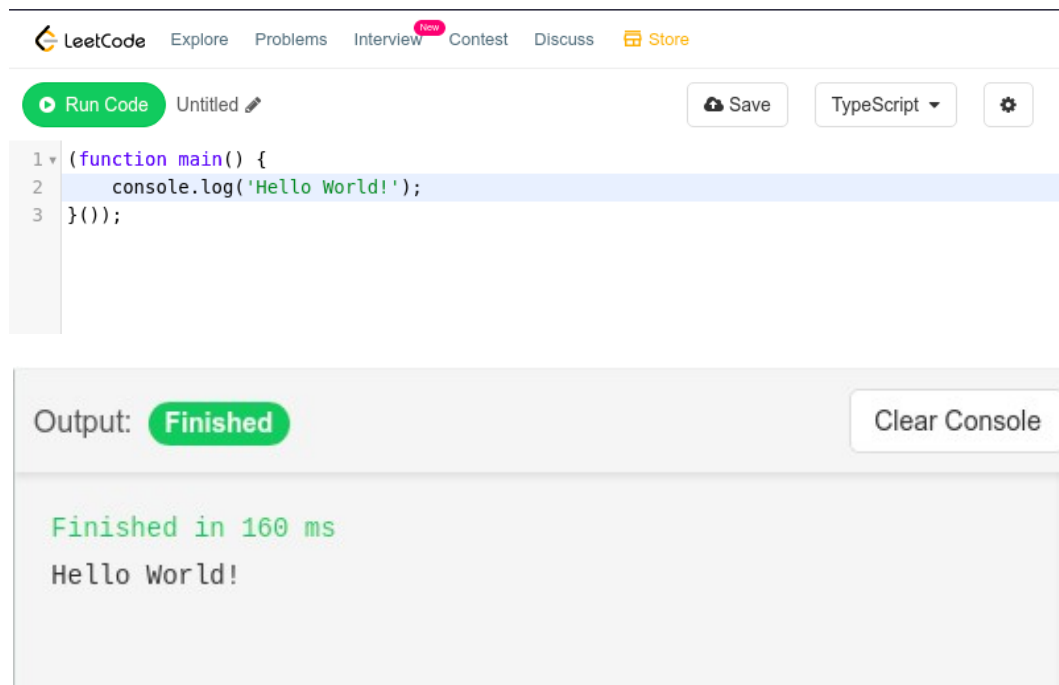 LeetCode Explore Problems Interview New Contest Discuss Store
Run Code Untitled Save TypeScript
1 (function main() {
2     console.log('Hello World!');
3 }());
Output: Finished Clear Console
Finished in 160 ms
Hello World!